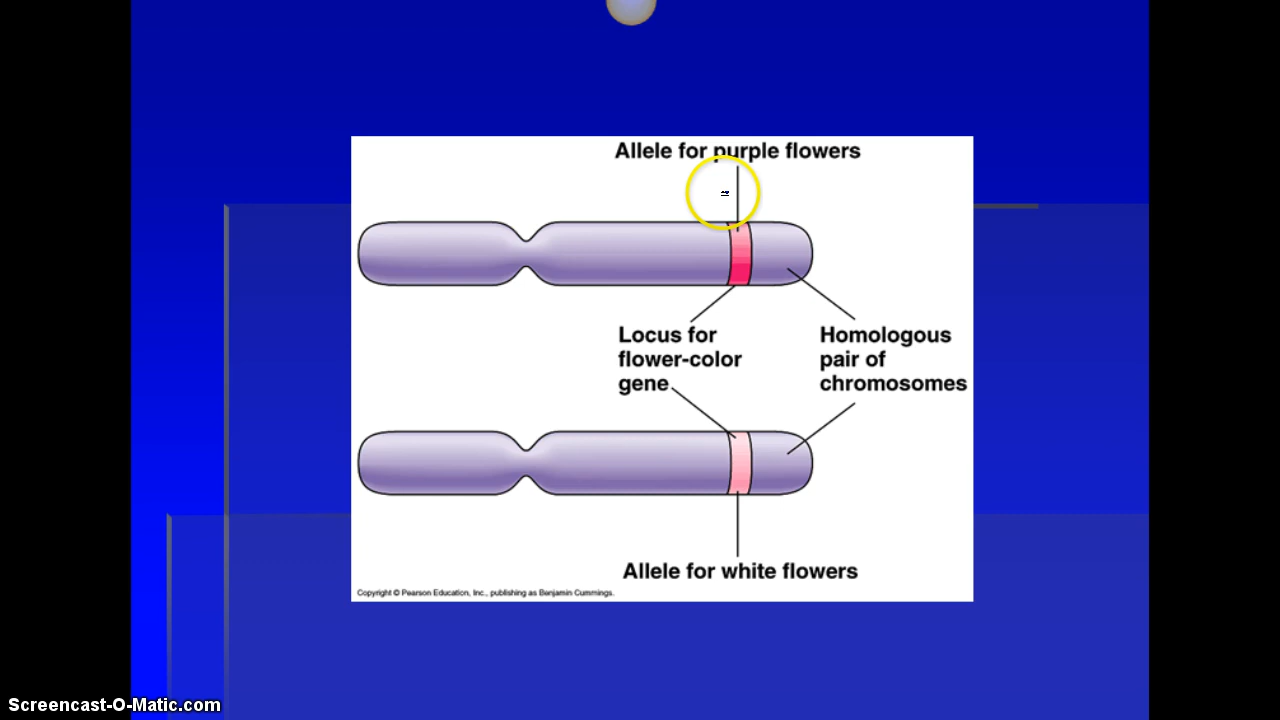 Allele for purple flowers
Locus for
flower-color
gene
Homologous
pair of
chromosomes
Allele for white flowers
Copyright © Pearson Education, Inc., publishing as Benjamin Cummings.
Screencast-O-Matic.com